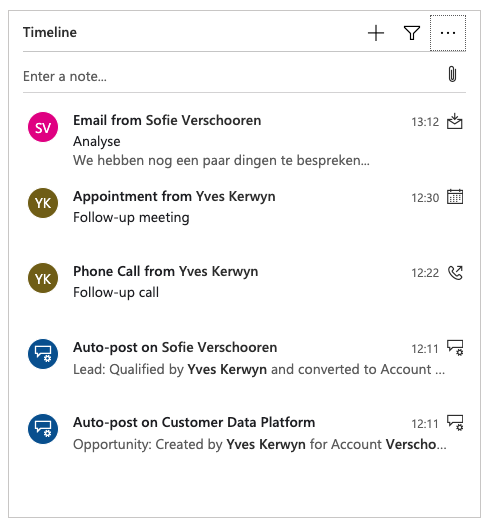 Timeline
Enter a note...
SV
Email from Sofie Verschooren
13:12
Analyse
We hebben nog een paar dingen te bespreken...
YK
Appointment from Yves Kerwyn
12:30
Follow-up meeting
YK
Phone Call from Yves Kerwyn
12:22
Follow-up call
Auto-post on Sofie Verschooren
12:11
Lead: Qualified by Yves Kerwyn and converted to Account ...
Auto-post on Customer Data Platform
12:11
Opportunity: Created by Yves Kerwyn for Account Verscho...